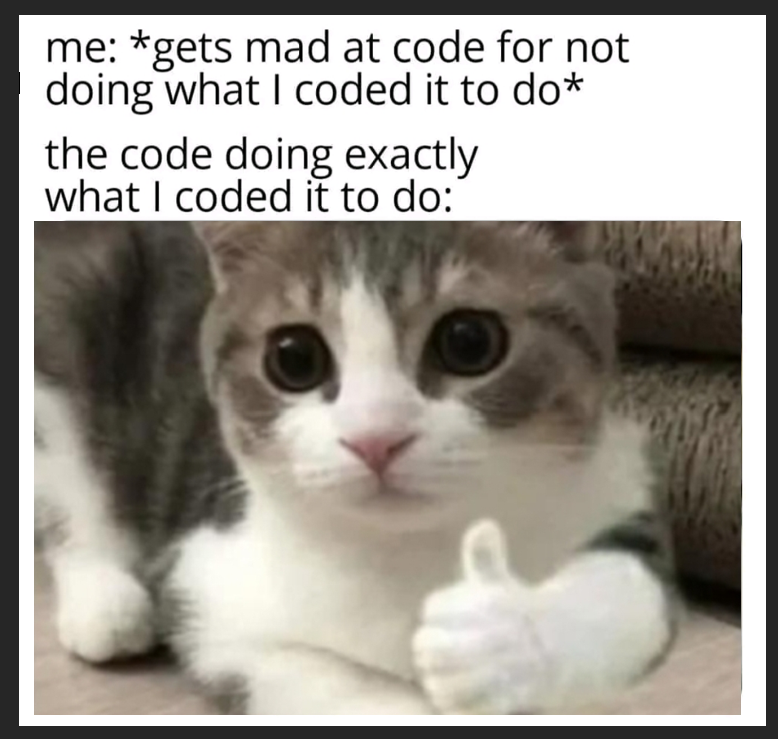 me: *gets mad at code for not
doing what I coded it to do*
the code doing exactly
what I coded it to do: